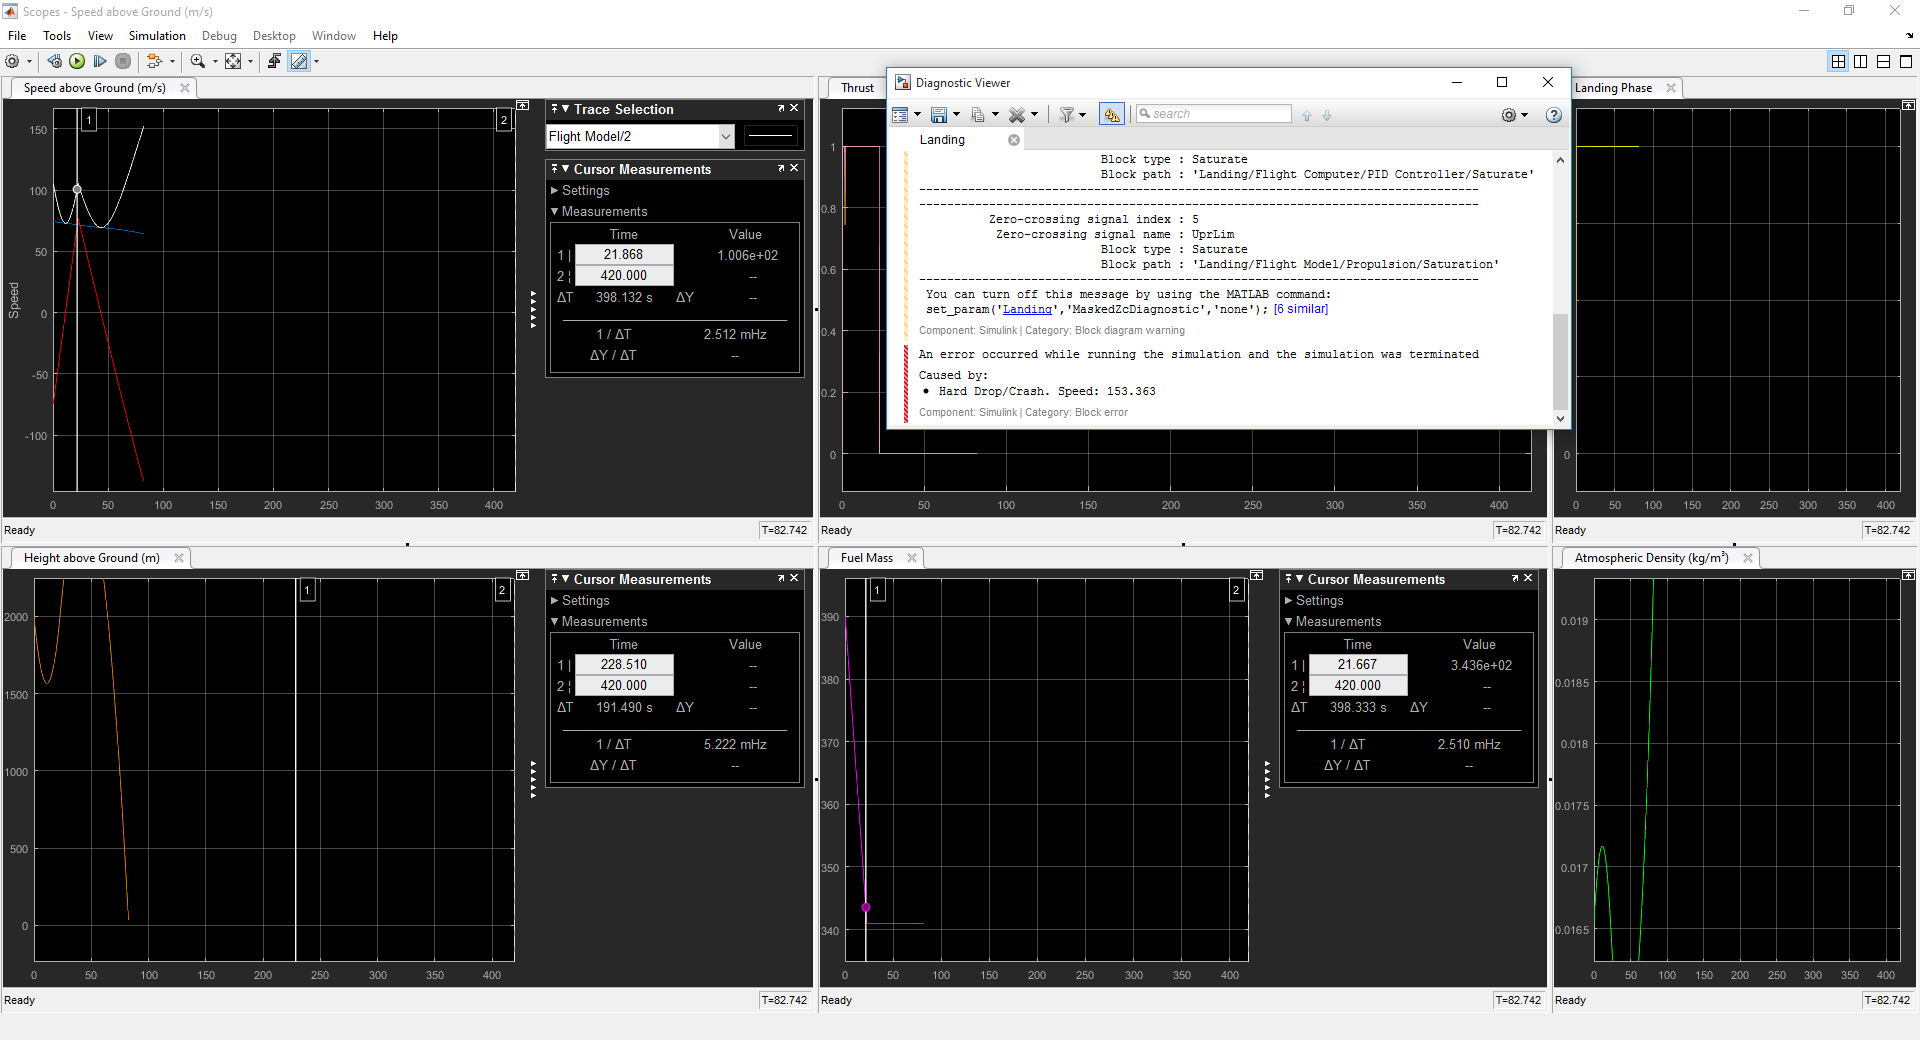 Scopes - Speed above Ground (m/s)
File Tools View Simulation Debug Desktop Window Help
Speed above Ground (m/s)
150
100
50
0
-50
-100
Speed
1
2
0 50 100 150 200 250 300 350 400
Trace Selection
Flight Model/2
Cursor Measurements
Settings
Measurements
Time Value
1 | 21.868 1.006e+02
2 ¦ 420.000 --
ΔT 398.132 s ΔY --
1 / ΔT 2.512 mHz
ΔY / ΔT --
Ready T=82.742
Thrust
1
0.8
0.6
0.4
0.2
0
0 50 100 150 200 250 300 350 400
Ready T=82.742
Diagnostic Viewer
search
Landing
Block type : Saturate
Block path : 'Landing/Flight Computer/PID Controller/Saturate'
--------------------------------------------------------------------------------
--------------------------------------------------------------------------------
Zero-crossing signal index : 5
Zero-crossing signal name : UprLim
Block type : Saturate
Block path : 'Landing/Flight Model/Propulsion/Saturation'
--------------------------------------------------------------------------------
You can turn off this message by using the MATLAB command:
set_param('Landing','MaskedZcDiagnostic','none'); [6 similar]
Component: Simulink | Category: Block diagram warning
An error occurred while running the simulation and the simulation was terminated
Caused by:
• Hard Drop/Crash. Speed: 153.363
Component: Simulink | Category: Block error
Landing Phase
0
0 50 100 150 200 250 300 350 400
Ready T=82.742
Height above Ground (m)
2000
1500
1000
500
0
1
2
0 50 100 150 200 250 300 350 400
Cursor Measurements
Settings
Measurements
Time Value
1 | 228.510 --
2 ¦ 420.000 --
ΔT 191.490 s ΔY --
1 / ΔT 5.222 mHz
ΔY / ΔT --
Ready T=82.742
Fuel Mass
390
380
370
360
350
340
1
2
0 50 100 150 200 250 300 350 400
Cursor Measurements
Settings
Measurements
Time Value
1 | 21.667 3.436e+02
2 ¦ 420.000 --
ΔT 398.333 s ΔY --
1 / ΔT 2.510 mHz
ΔY / ΔT --
Ready T=82.742
Atmospheric Density (kg/m³)
0.019
0.0185
0.018
0.0175
0.017
0.0165
0 50 100 150 200 250 300 350 400
Ready T=82.742